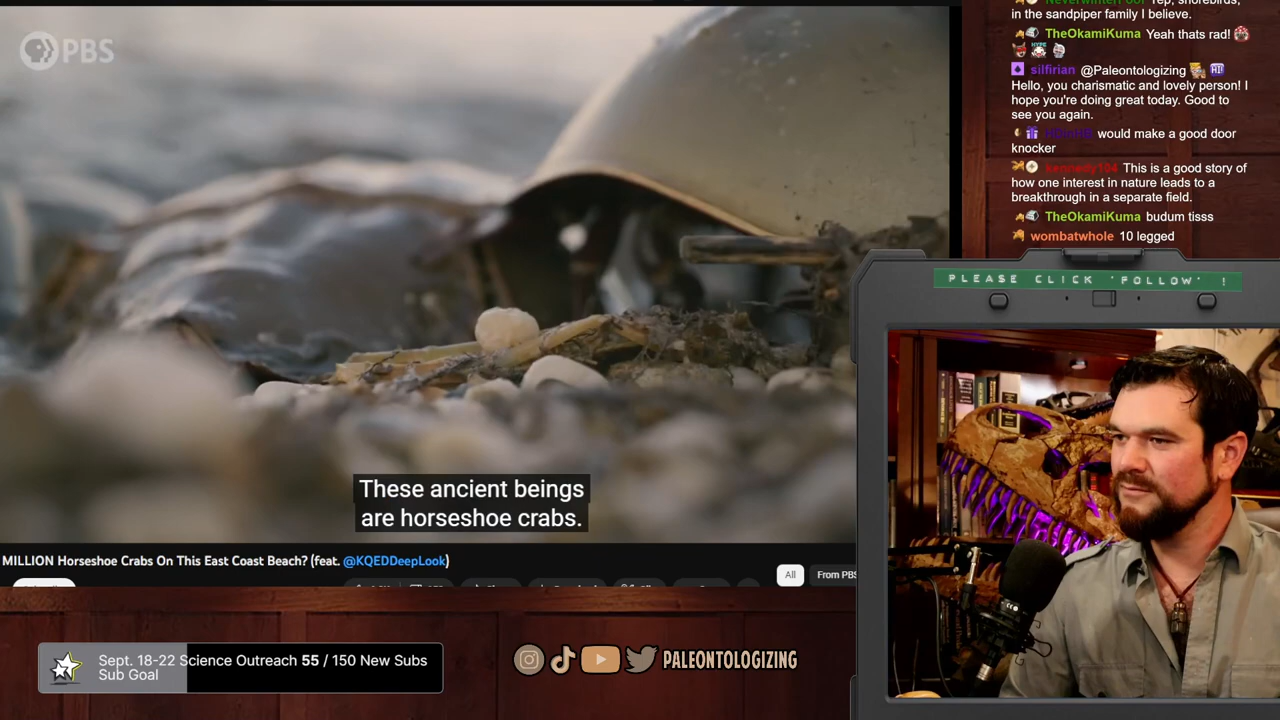 PBS
in the sandpiper family I believe.
TheOkamiKuma Yeah thats rad!
silfirian @Paleontologizing
Hello, you charismatic and lovely person! I
hope you're doing great today. Good to
see you again.
would make a good door
knocker
kennedy104 This is a good story of
how one interest in nature leads to a
breakthrough in a separate field.
TheOkamiKuma budum tisss
wombatwhole 10 legged
PLEASE CLICK "FOLLOW" !
These ancient beings
are horseshoe crabs.
MILLION Horseshoe Crabs On This East Coast Beach? (feat. @KQEDDeepLook)
All
From PBS
Sept. 18-22 Science Outreach 55 / 150 New Subs
Sub Goal
PALEONTOLOGIZING